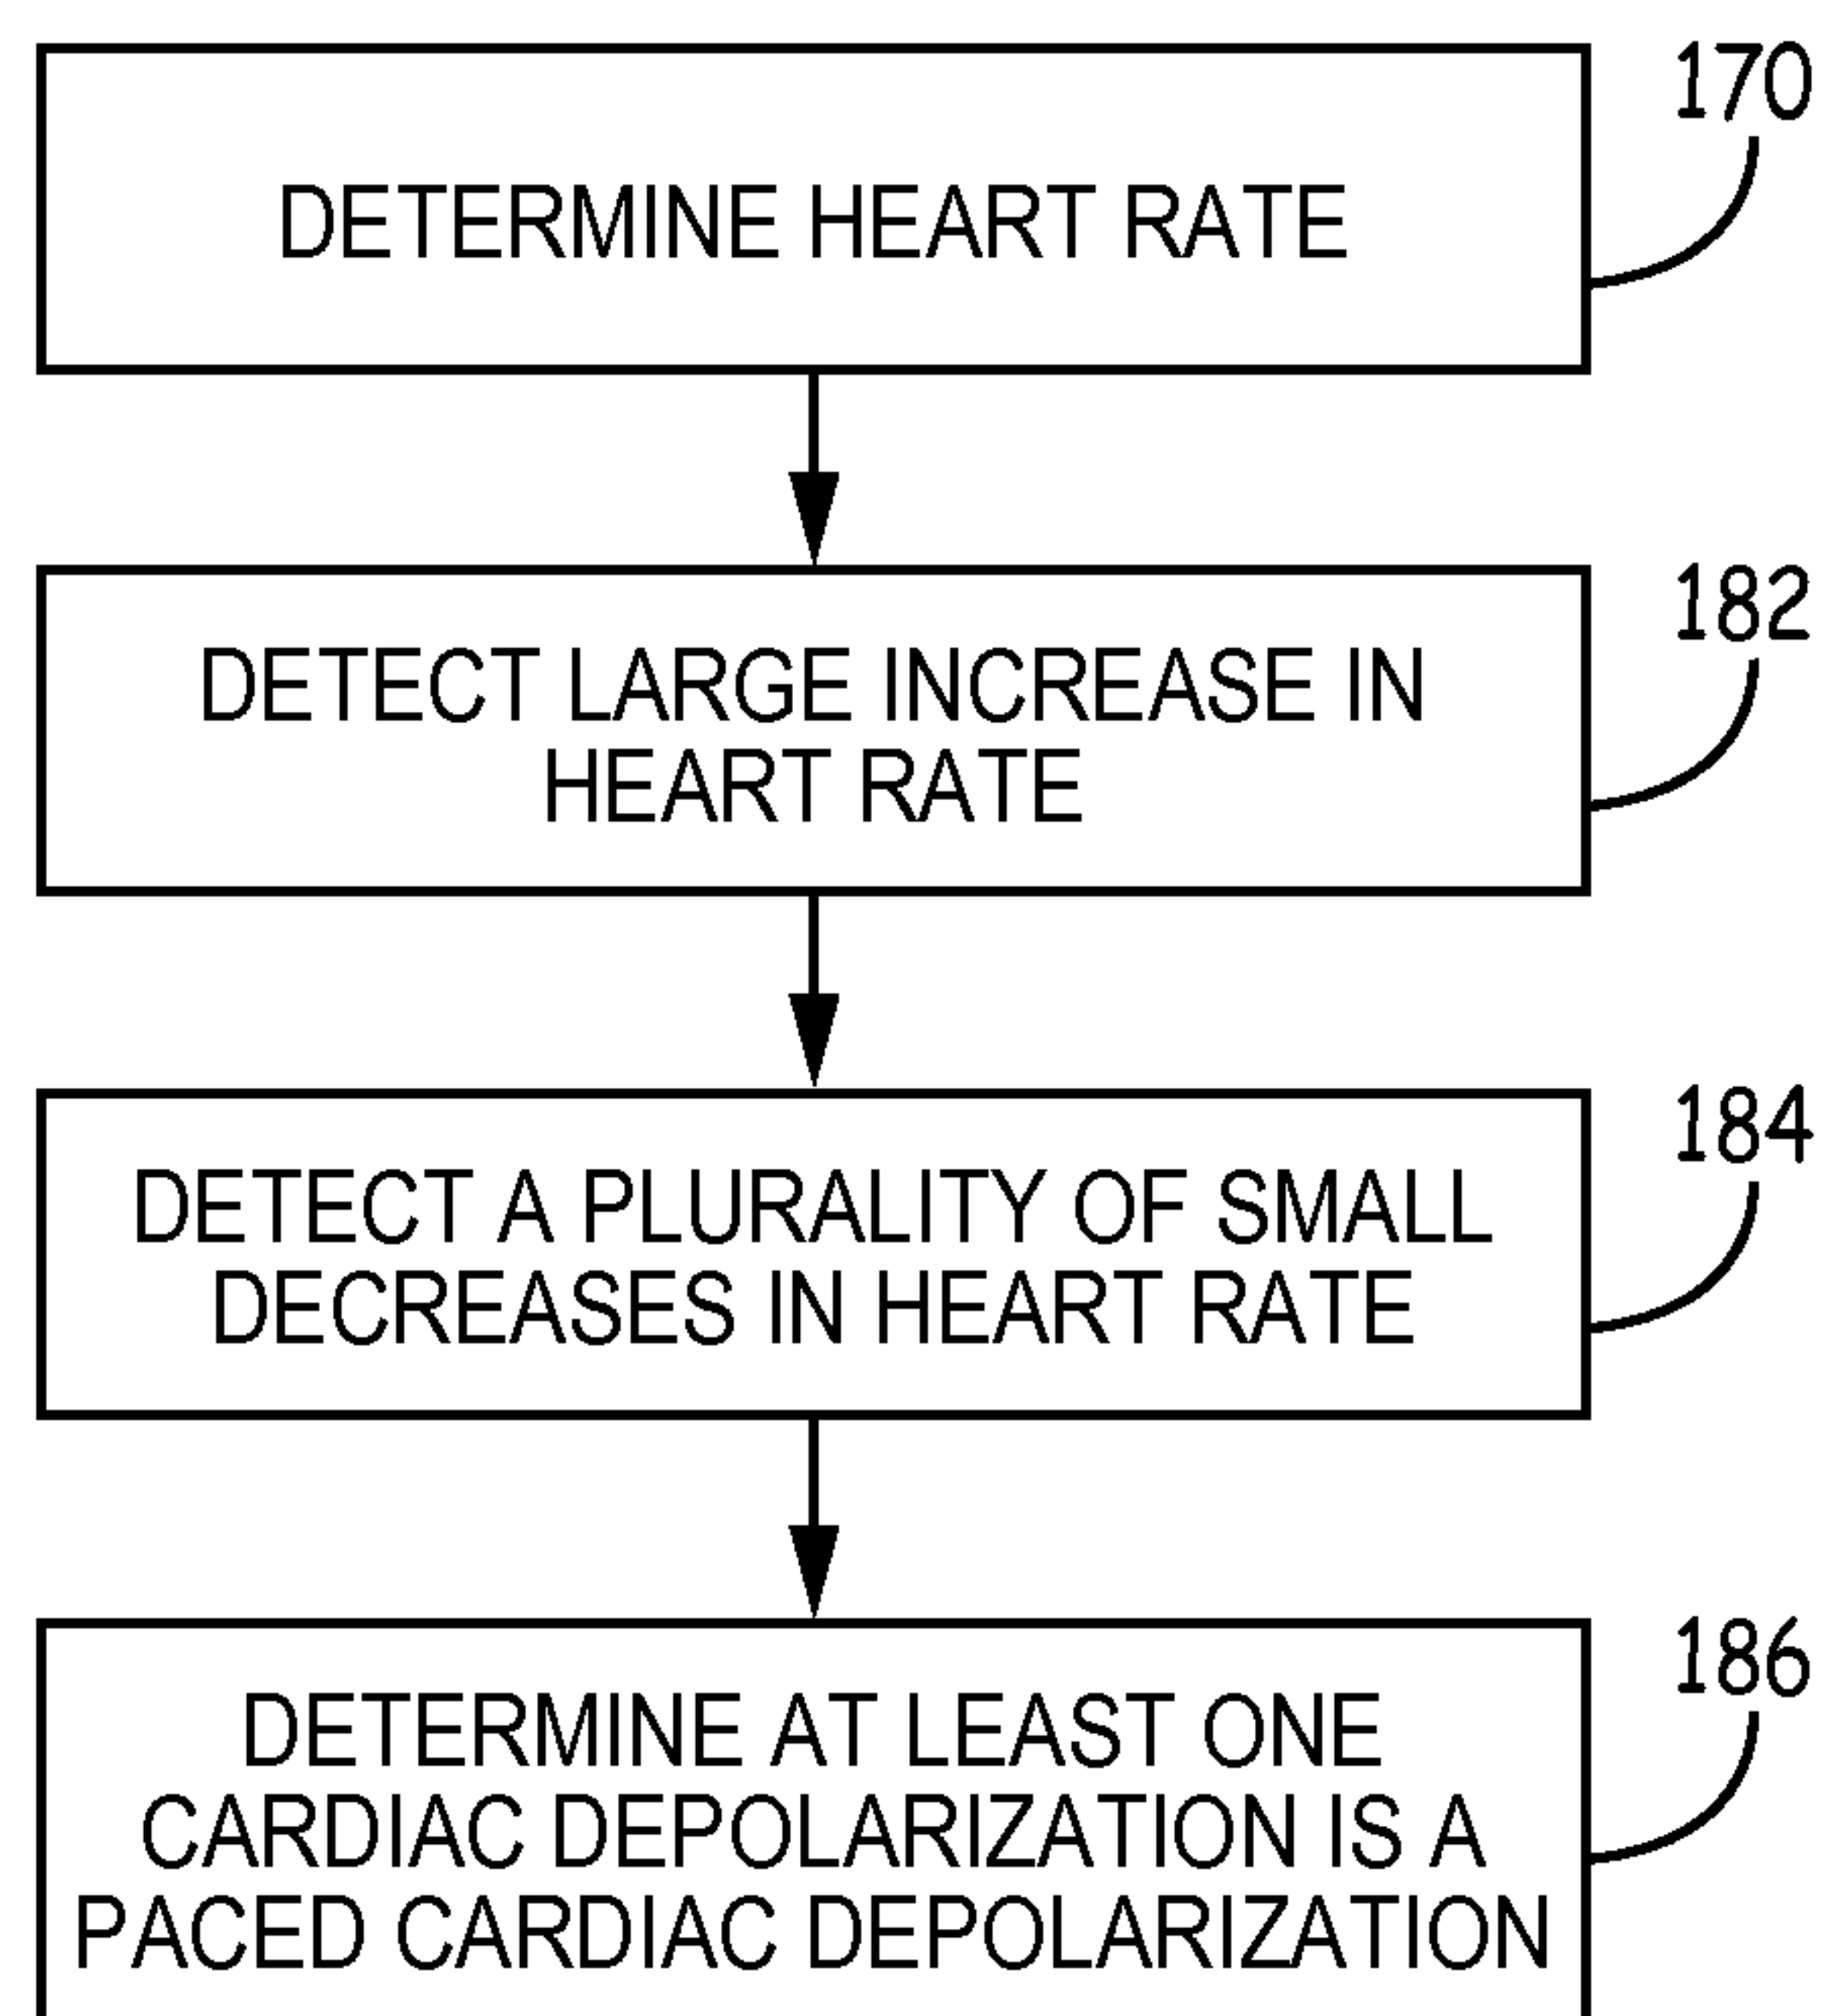 170
DETERMINE HEART RATE
182
DETECT LARGE INCREASE IN
HEART RATE
184
DETECT A PLURALITY OF SMALL
DECREASES IN HEART RATE
186
DETERMINE AT LEAST ONE
CARDIAC DEPOLARIZATION IS A
PACED CARDIAC DEPOLARIZATION